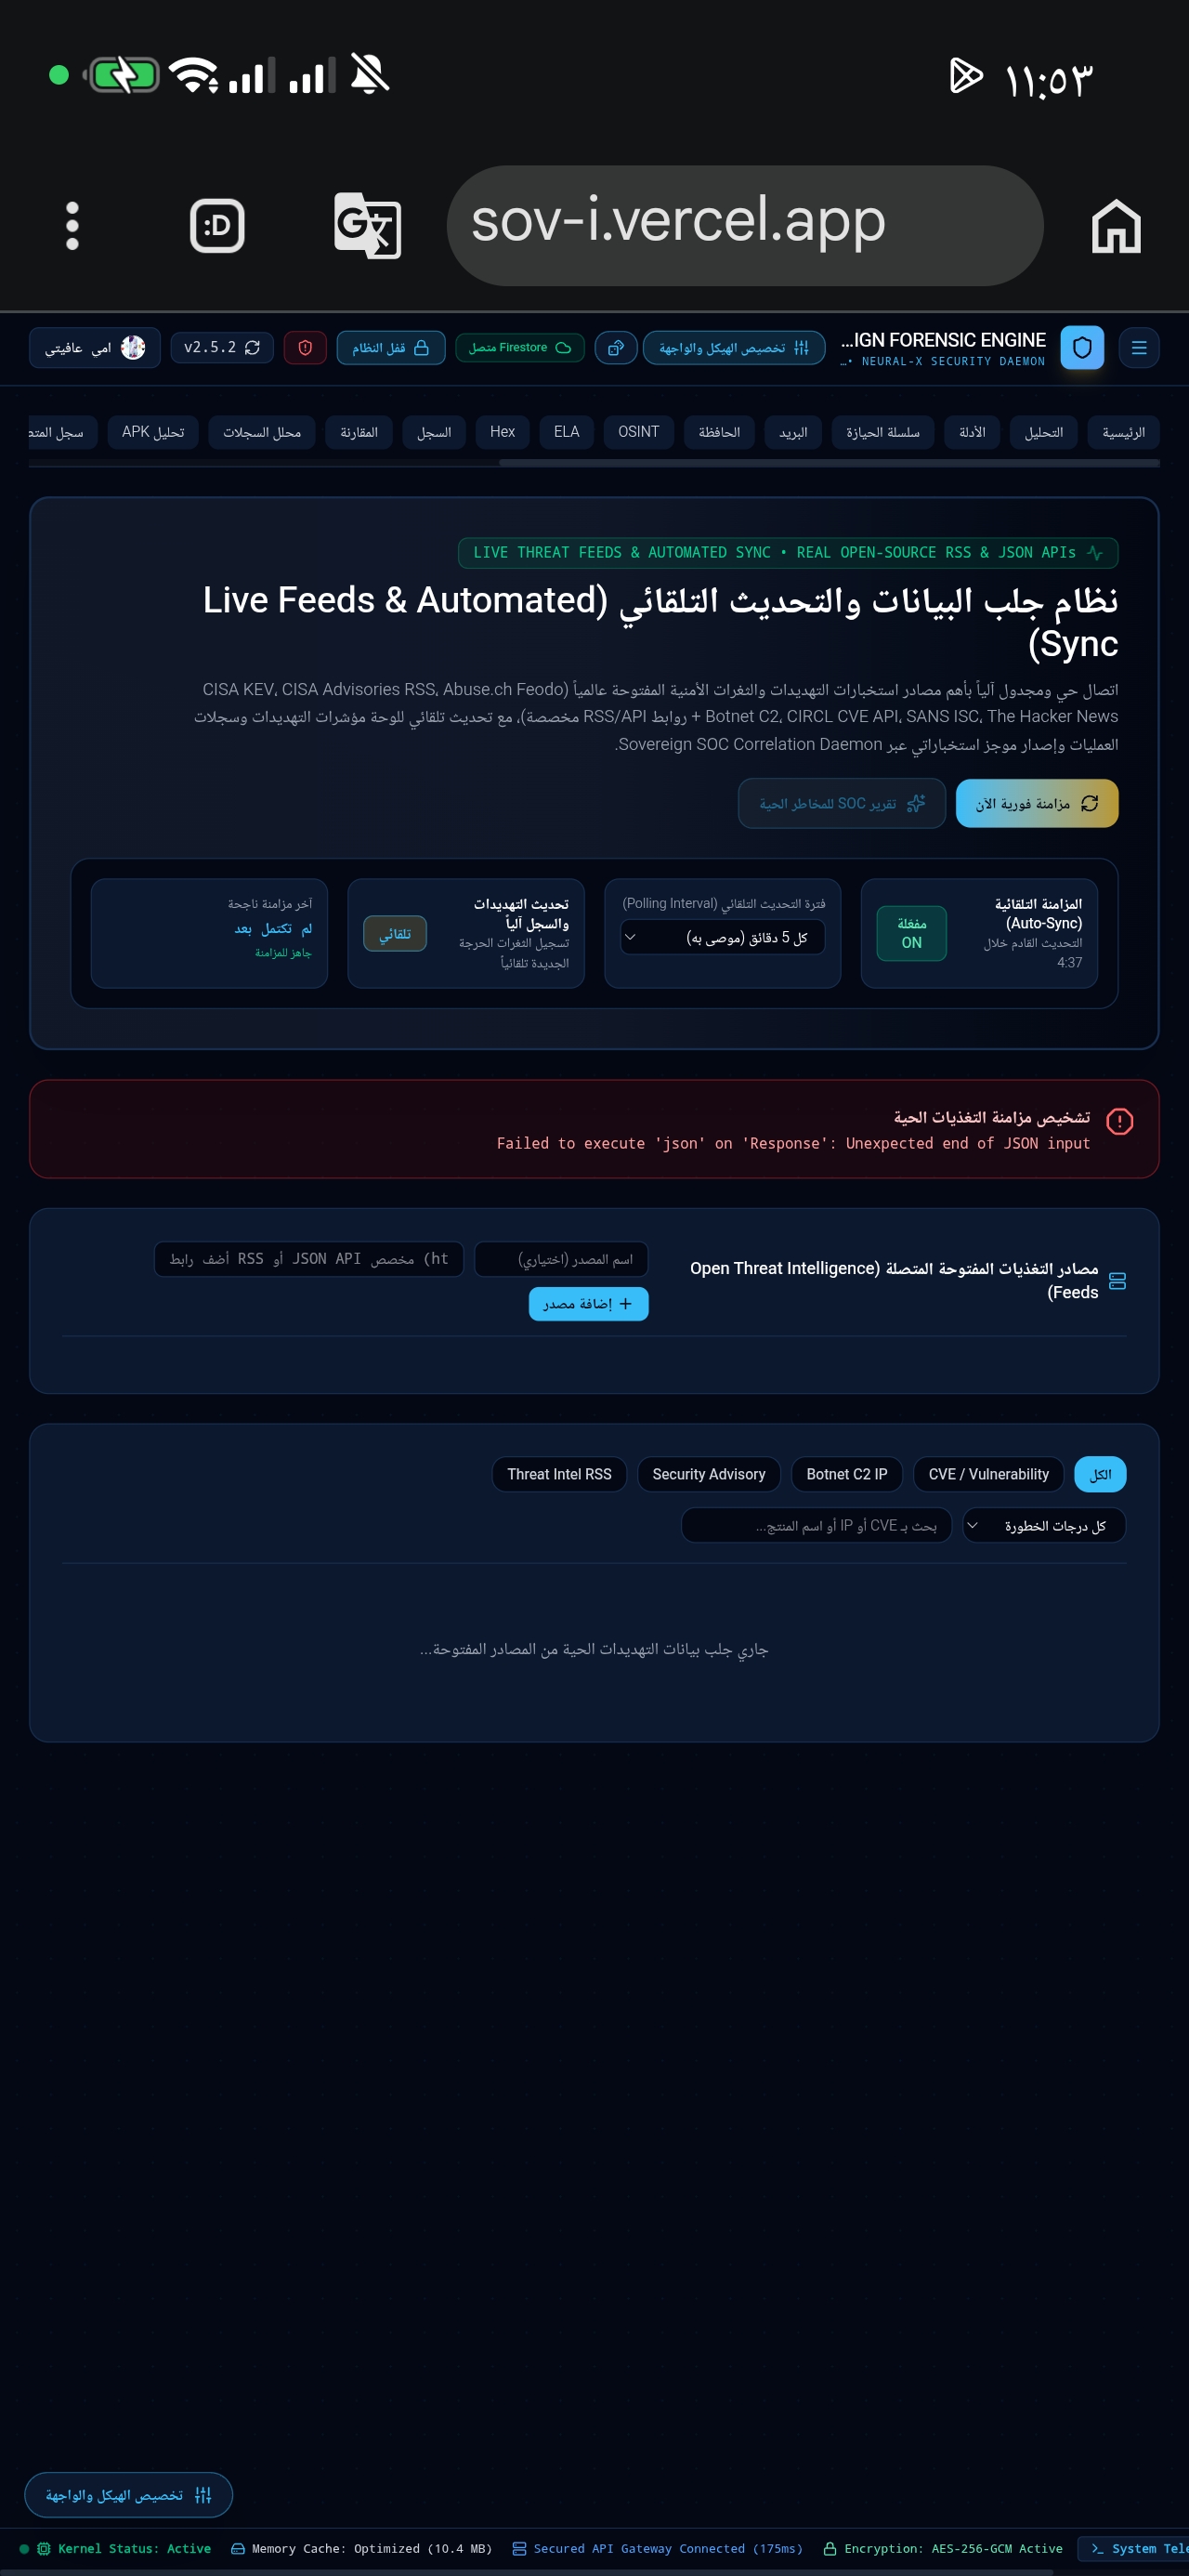 ١١:٥٣
sov-i.vercel.app
:D
...IGN FORENSIC ENGINE
NEURAL-X SECURITY DAEMON •...
تخصيص الهيكل والواجهة
Firestore متصل
قفل النظام
v2.5.2
امي عافيتي
الرئيسية
التحليل
الأدلة
سلسلة الحيازة
البريد
الحافظة
OSINT
ELA
Hex
السجل
المقارنة
محلل السجلات
تحليل APK
سجل المتص
LIVE THREAT FEEDS & AUTOMATED SYNC • REAL OPEN-SOURCE RSS & JSON APIs
نظام جلب البيانات والتحديث التلقائي (Live Feeds & Automated
Sync)
اتصال حي ومجدول آلياً بأهم مصادر استخبارات التهديدات والثغرات الأمنية المفتوحة عالمياً (CISA KEV، CISA Advisories RSS، Abuse.ch Feodo
Botnet C2، CIRCL CVE API، SANS ISC، The Hacker News + روابط RSS/API مخصصة)، مع تحديث تلقائي للوحة مؤشرات التهديدات وسجلات
العمليات وإصدار موجز استخباراتي عبر Sovereign SOC Correlation Daemon.
مزامنة فورية الآن
تقرير SOC للمخاطر الحية
المزامنة التلقائية
(Auto-Sync)
التحديث القادم خلال
4:37
مفعّلة
ON
فترة التحديث التلقائي (Polling Interval)
كل 5 دقائق (موصى به)
تحديث التهديدات
والسجل آلياً
تسجيل الثغرات الحرجة
الجديدة تلقائياً
تلقائي
آخر مزامنة ناجحة
لم تكتمل بعد
جاهز للمزامنة
تشخيص مزامنة التغذيات الحية
Failed to execute 'json' on 'Response': Unexpected end of JSON input
مصادر التغذيات المفتوحة المتصلة (Open Threat Intelligence
Feeds)
اسم المصدر (اختياري)
أضف رابط RSS أو JSON API مخصص (ht
إضافة مصدر
الكل
CVE / Vulnerability
Botnet C2 IP
Security Advisory
Threat Intel RSS
كل درجات الخطورة
بحث بـ CVE أو IP أو اسم المنتج...
جاري جلب بيانات التهديدات الحية من المصادر المفتوحة...
تخصيص الهيكل والواجهة
Kernel Status: Active
Memory Cache: Optimized (10.4 MB)
Secured API Gateway Connected (175ms)
Encryption: AES-256-GCM Active
System Tele